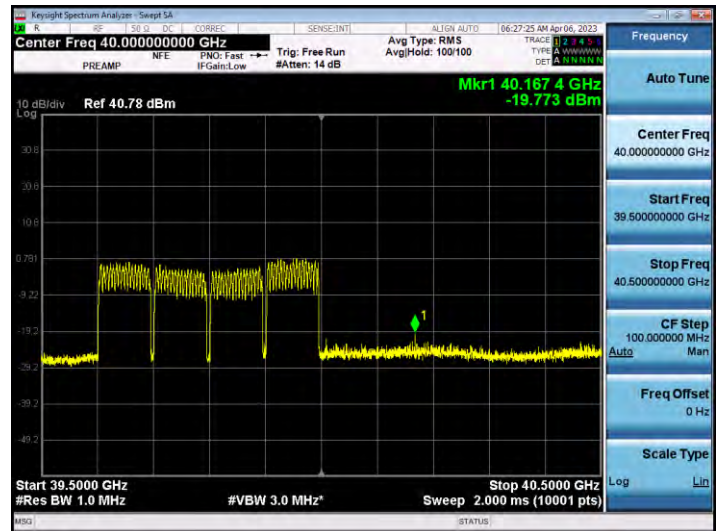 Keysight Spectrum Analyzer - Swept SA
R RF 50 Ω DC CORREC SENSE:INT ALIGN AUTO 06:27:25 AM Apr 06, 2023
Center Freq 40.000000000 GHz
PREAMP NFE PNO: Fast IFGain:Low
Trig: Free Run
#Atten: 14 dB
Avg Type: RMS
Avg|Hold: 100/100
TRACE 1 2 3 4 5 6
TYPE A WWWWW
DET A N N N N N
Mkr1 40.167 4 GHz
-19.773 dBm
10 dB/div Ref 40.78 dBm
Log
30.8
20.8
10.8
0.781
-9.22
-19.2
-29.2
-39.2
-49.2
1
Start 39.5000 GHz Stop 40.5000 GHz
#Res BW 1.0 MHz #VBW 3.0 MHz* Sweep 2.000 ms (10001 pts)
MSG STATUS
Frequency
Auto Tune
Center Freq
40.000000000 GHz
Start Freq
39.500000000 GHz
Stop Freq
40.500000000 GHz
CF Step
100.000000 MHz
Auto Man
Freq Offset
0 Hz
Scale Type
Log Lin